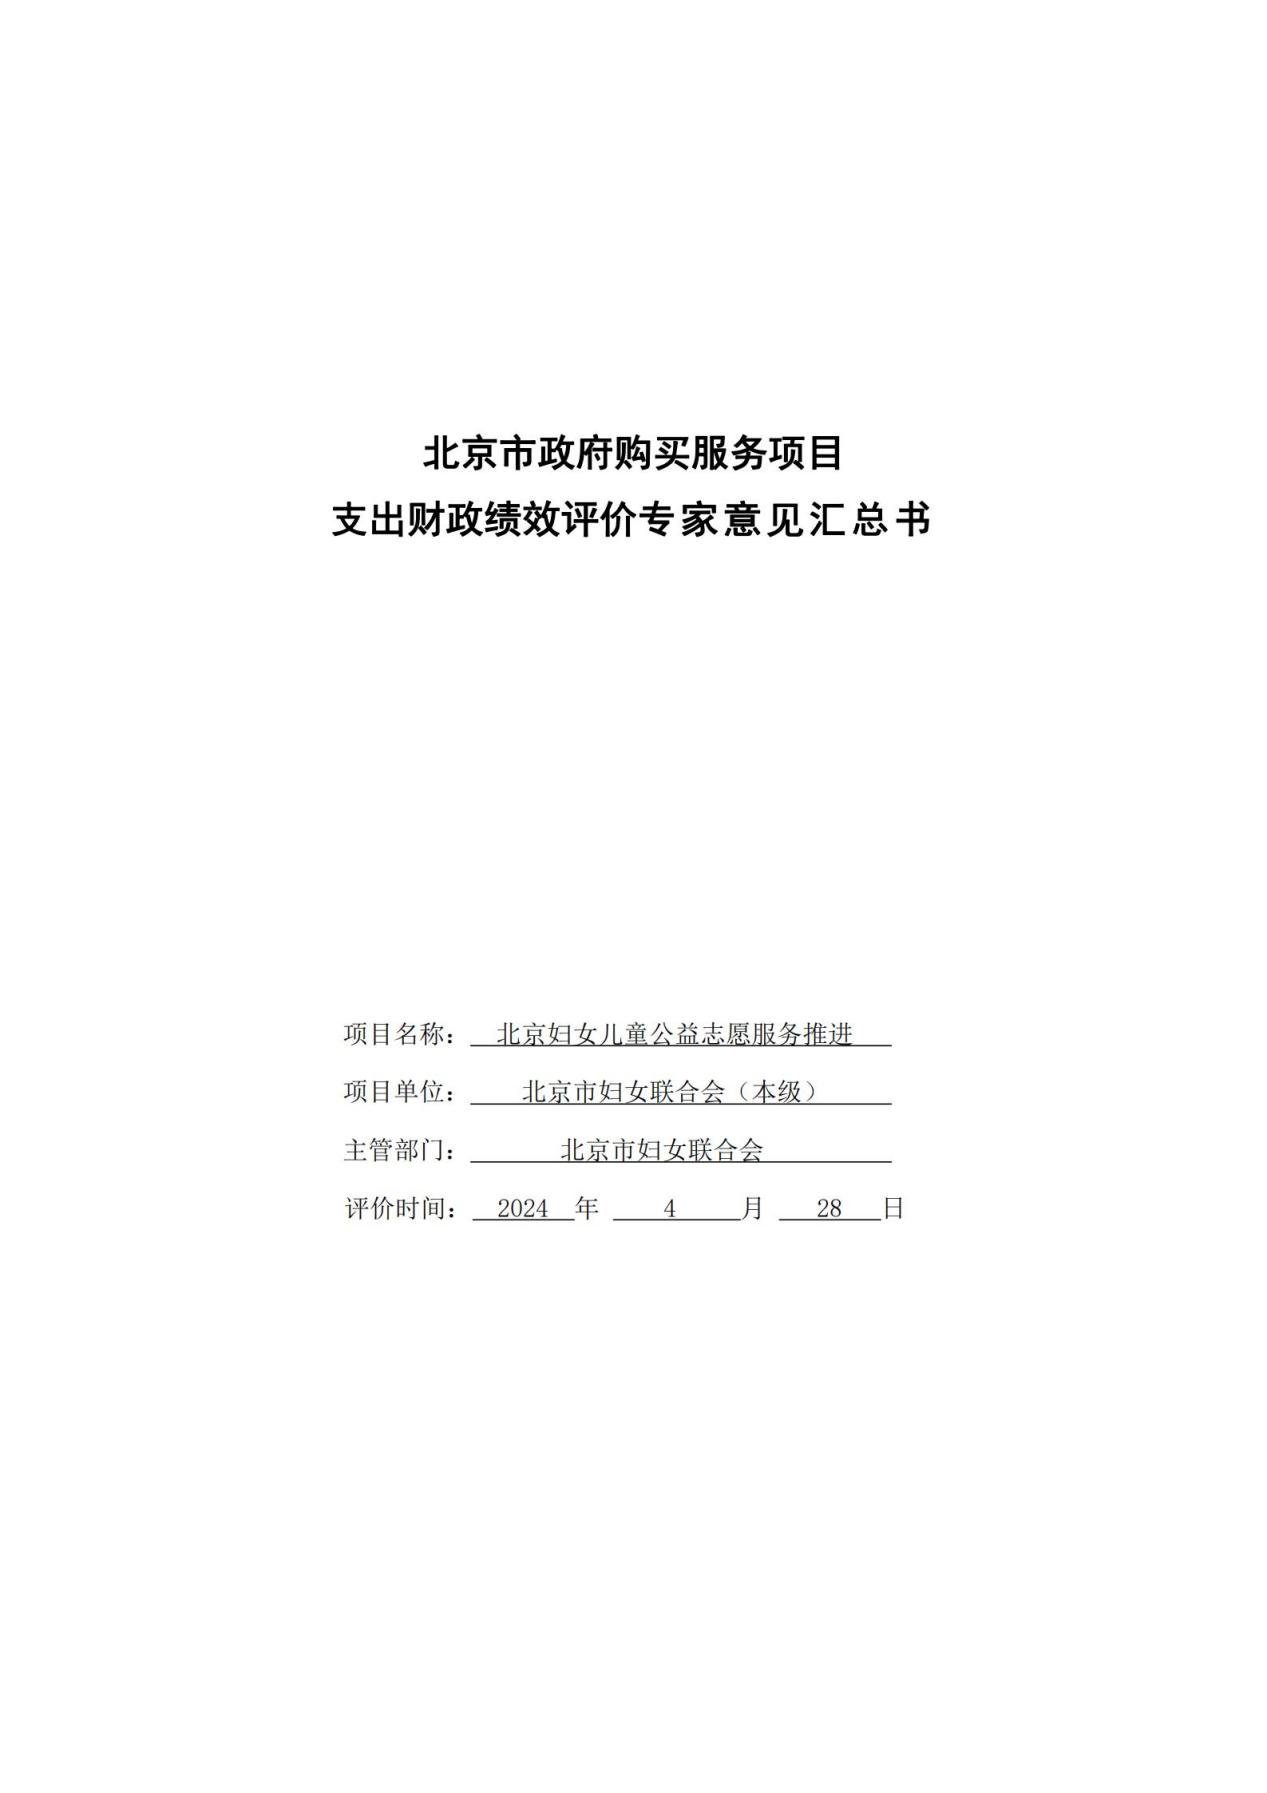 北京市政府购买服务项目
支出财政绩效评价专家意见汇总书
项目名称：北京妇女儿童公益志愿服务推进
项目单位：北京市妇女联合会（本级）
主管部门：北京市妇女联合会
评价时间：2024 年 4 月 28 日